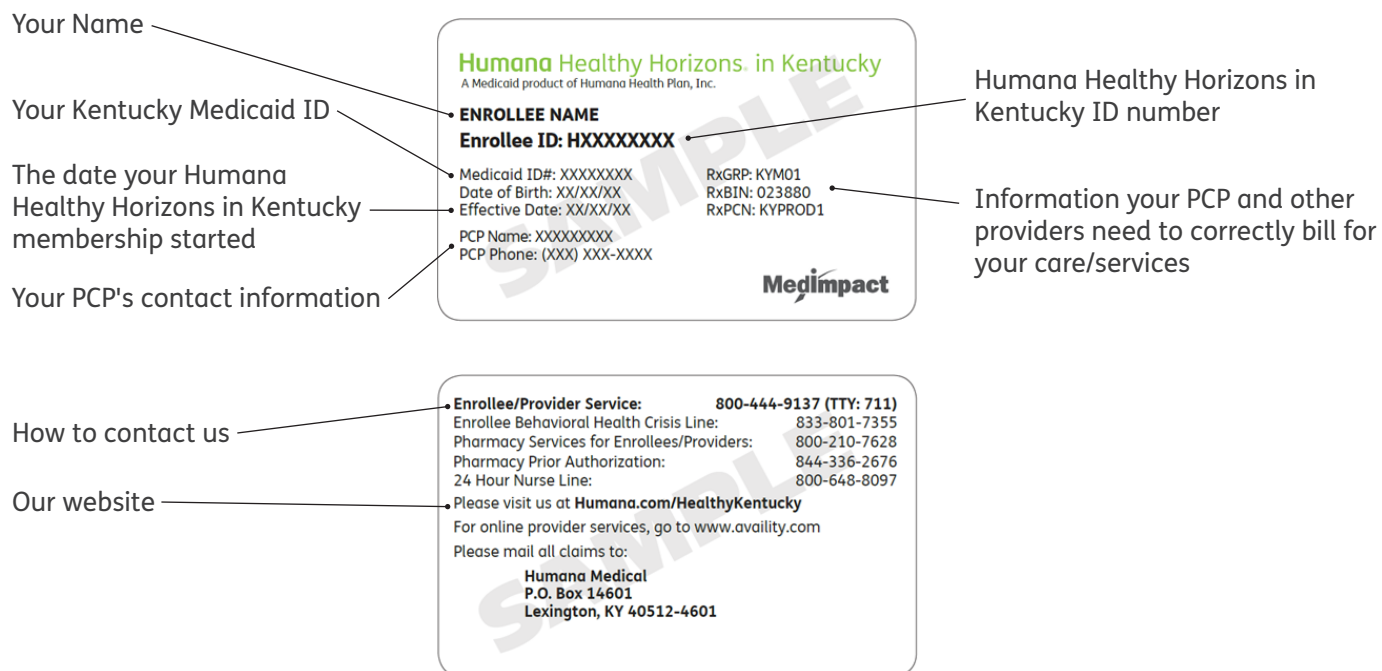 Your Name
Your Kentucky Medicaid ID
The date your Humana
Healthy Horizons in Kentucky
membership started
Your PCP's contact information
Humana Healthy Horizons® in Kentucky
A Medicaid product of Humana Health Plan, Inc.
ENROLLEE NAME
Enrollee ID: HXXXXXXXX
Medicaid ID#: XXXXXXXX
Date of Birth: XX/XX/XX
Effective Date: XX/XX/XX
RxGRP: KYM01
RxBIN: 023880
RxPCN: KYPROD1
PCP Name: XXXXXXXXX
PCP Phone: (XXX) XXX-XXXX
Medimpact
SAMPLE
Humana Healthy Horizons in
Kentucky ID number
Information your PCP and other
providers need to correctly bill for
your care/services
How to contact us
Our website
Enrollee/Provider Service: 800-444-9137 (TTY: 711)
Enrollee Behavioral Health Crisis Line: 833-801-7355
Pharmacy Services for Enrollees/Providers: 800-210-7628
Pharmacy Prior Authorization: 844-336-2676
24 Hour Nurse Line: 800-648-8097
Please visit us at Humana.com/HealthyKentucky
For online provider services, go to www.availity.com
Please mail all claims to:
Humana Medical
P.O. Box 14601
Lexington, KY 40512-4601
SAMPLE